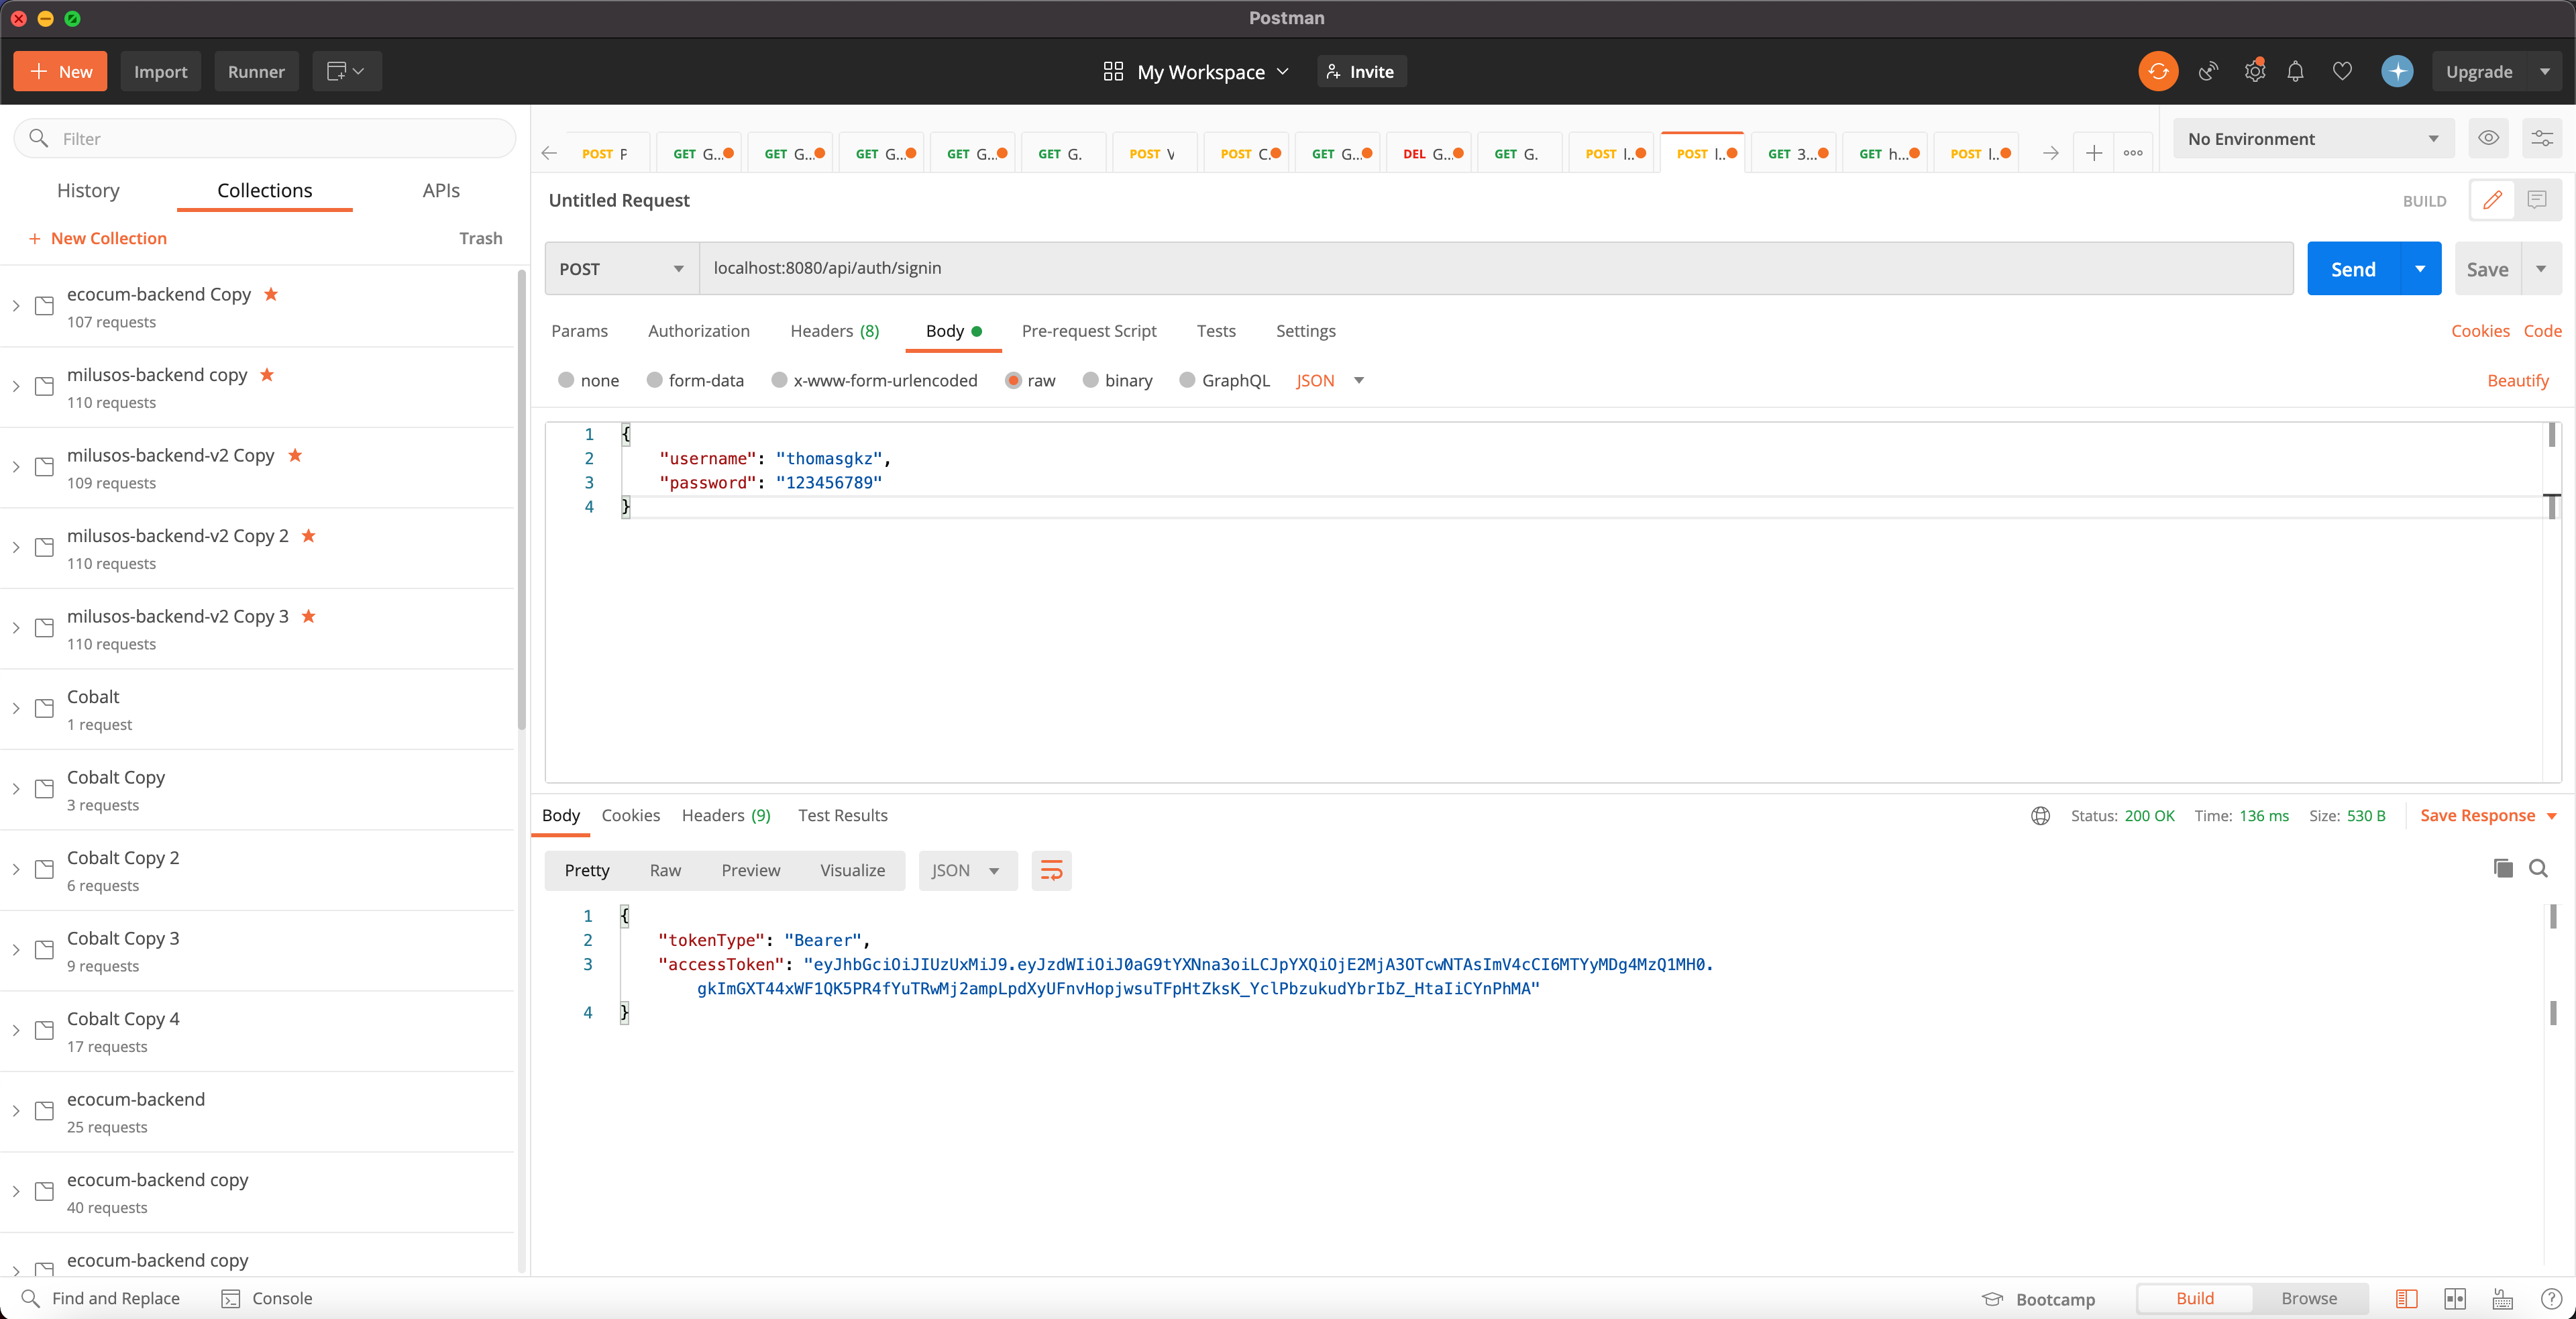 Postman
New
Import
Runner
My Workspace
Invite
Upgrade
Filter
History
Collections
APIs
+ New Collection
Trash
ecocum-backend Copy
107 requests
milusos-backend copy
110 requests
milusos-backend-v2 Copy
109 requests
milusos-backend-v2 Copy 2
110 requests
milusos-backend-v2 Copy 3
110 requests
Cobalt
1 request
Cobalt Copy
3 requests
Cobalt Copy 2
6 requests
Cobalt Copy 3
9 requests
Cobalt Copy 4
17 requests
ecocum-backend
25 requests
ecocum-backend copy
40 requests
ecocum-backend copy
POST P
GET G...
GET G...
GET G...
GET G...
GET G.
POST V
POST C...
GET G...
DEL G...
GET G.
POST l...
POST l...
GET 3...
GET h...
POST l...
No Environment
Untitled Request
BUILD
POST
localhost:8080/api/auth/signin
Send
Save
Params
Authorization
Headers (8)
Body
Pre-request Script
Tests
Settings
Cookies
Code
none
form-data
x-www-form-urlencoded
raw
binary
GraphQL
JSON
Beautify
1 {
2 "username": "thomasgkz",
3 "password": "123456789"
4 }
Body
Cookies
Headers (9)
Test Results
Status: 200 OK
Time: 136 ms
Size: 530 B
Save Response
Pretty
Raw
Preview
Visualize
JSON
1 {
2 "tokenType": "Bearer",
3 "accessToken": "eyJhbGciOiJIUzUxMiJ9.eyJzdWIiOiJ0aG9tYXNna3oiLCJpYXQiOjE2MjA3OTcwNTAsImV4cCI6MTYyMDg4MzQ1MH0.
gkImGXT44xWF1QK5PR4fYuTRwMj2ampLpdXyUFnvHopjwsuTFpHtZksK_YclPbzukudYbrIbZ_HtaIiCYnPhMA"
4 }
Find and Replace
Console
Bootcamp
Build
Browse